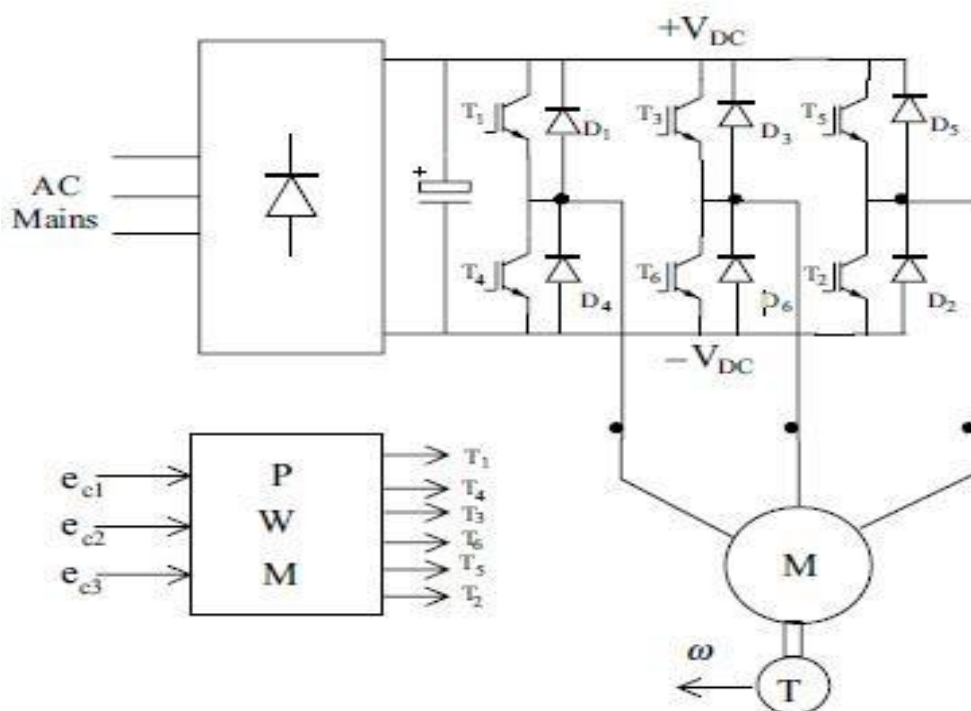 +V_DC
T₁
D₁
T₃
D₃
T₅
D₅
+
AC
Mains
T₄
D₄
T₆
D₆
T₂
D₂
−V_DC
e_c1
e_c2
e_c3
P
W
M
T₁
T₄
T₃
T₆
T₅
T₂
M
ω
T